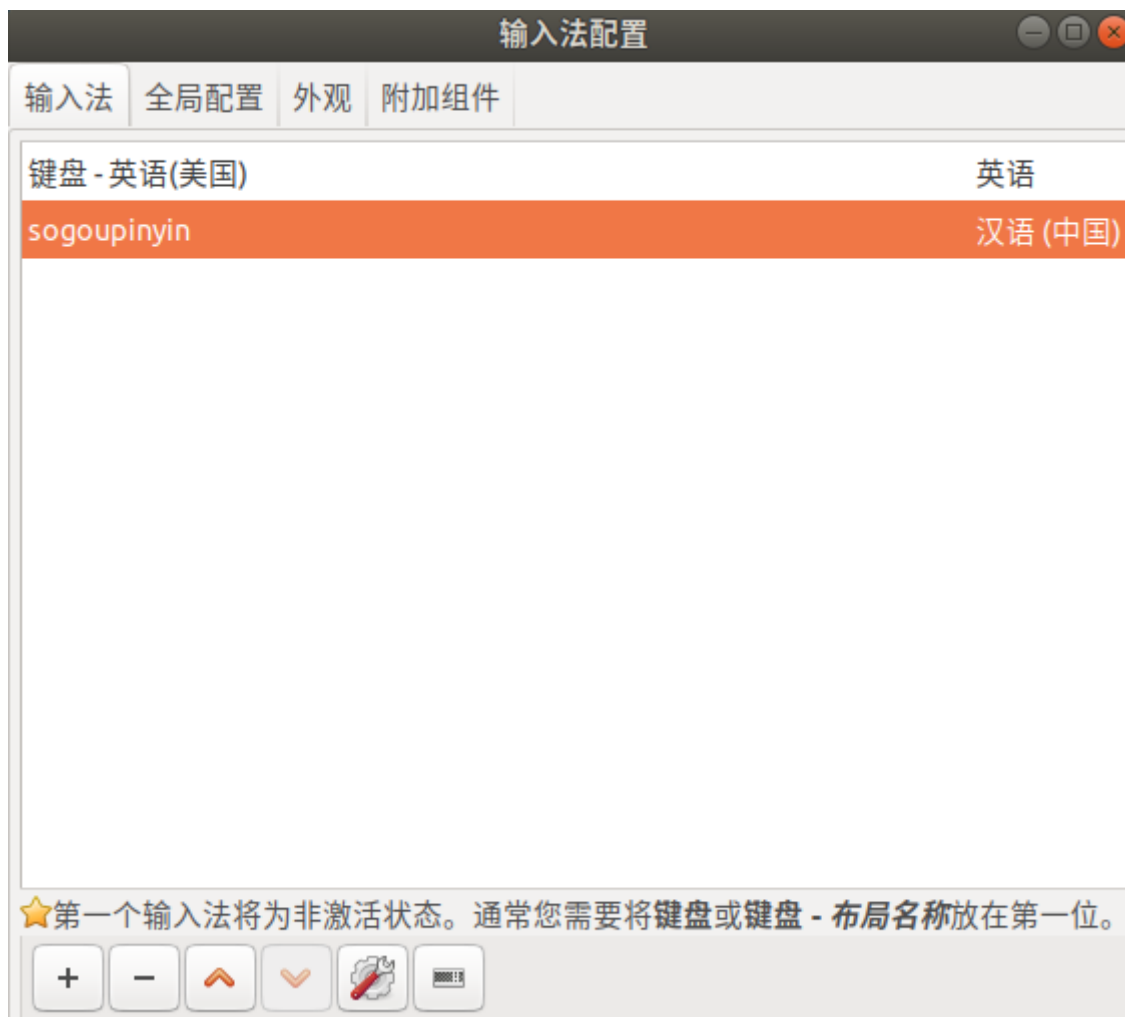 输入法配置
输入法 全局配置 外观 附加组件
键盘 - 英语(美国) 英语
sogoupinyin 汉语 (中国)
第一个输入法将为非激活状态。通常您需要将键盘或键盘 - 布局名称放在第一位。